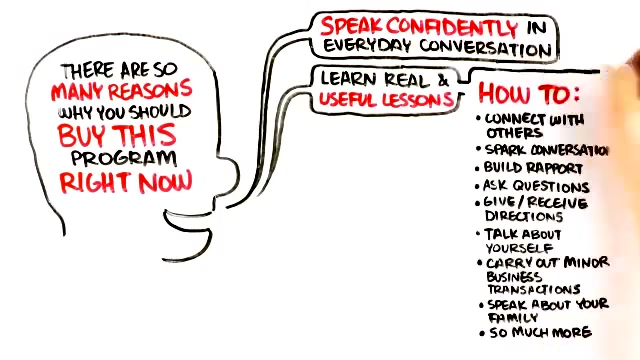 THERE ARE SO
MANY REASONS
WHY YOU SHOULD
BUY THIS
PROGRAM
RIGHT NOW
SPEAK CONFIDENTLY IN
EVERYDAY CONVERSATION
LEARN REAL &
USEFUL LESSONS
HOW TO:
• CONNECT WITH
OTHERS
• SPARK CONVERSATION
• BUILD RAPPORT
• ASK QUESTIONS
• GIVE/RECEIVE
DIRECTIONS
• TALK ABOUT
YOURSELF
• CARRY OUT MINOR
BUSINESS
TRANSACTIONS
• SPEAK ABOUT YOUR
FAMILY
• SO MUCH MORE